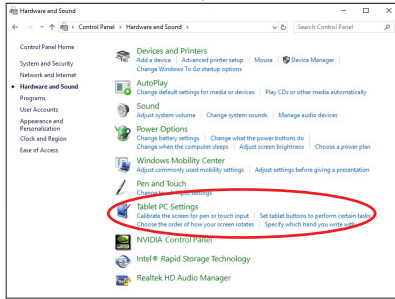 Hardware and Sound
Control Panel > Hardware and Sound >
Search Control Panel
Control Panel Home
System and Security
Network and Internet
Hardware and Sound
Programs
User Accounts
Appearance and
Personalization
Clock and Region
Ease of Access
Devices and Printers
Add a device | Advanced printer setup | Mouse | Device Manager |
Change Windows To Go startup options
AutoPlay
Change default settings for media or devices | Play CDs or other media automatically
Sound
Adjust system volume | Change system sounds | Manage audio devices
Power Options
Change battery settings | Change what the power buttons do |
Change when the computer sleeps | Adjust screen brightness | Choose a power plan
Windows Mobility Center
Adjust commonly used mobility settings | Adjust settings before giving a presentation
Pen and Touch
Change touch input settings
Tablet PC Settings
Calibrate the screen for pen or touch input | Set tablet buttons to perform certain tasks
Choose the order of how your screen rotates | Specify which hand you write with
NVIDIA Control Panel
Intel® Rapid Storage Technology
Realtek HD Audio Manager